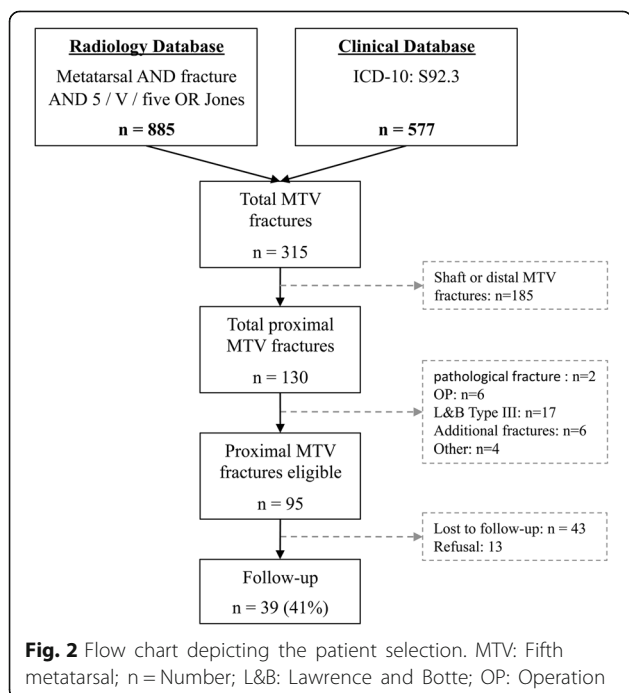 Radiology Database
Metatarsal AND fracture
AND 5 / V / five OR Jones
n = 885
Clinical Database
ICD-10: S92.3
n = 577
Total MTV
fractures
n = 315
Shaft or distal MTV
fractures: n=185
Total proximal
MTV fractures
n = 130
pathological fracture : n=2
OP: n=6
L&B Type III: n=17
Additional fractures: n=6
Other: n=4
Proximal MTV
fractures eligible
n = 95
Lost to follow-up: n = 43
Refusal: 13
Follow-up
n = 39 (41%)
Fig. 2 Flow chart depicting the patient selection. MTV: Fifth
metatarsal; n = Number; L&B: Lawrence and Botte; OP: Operation